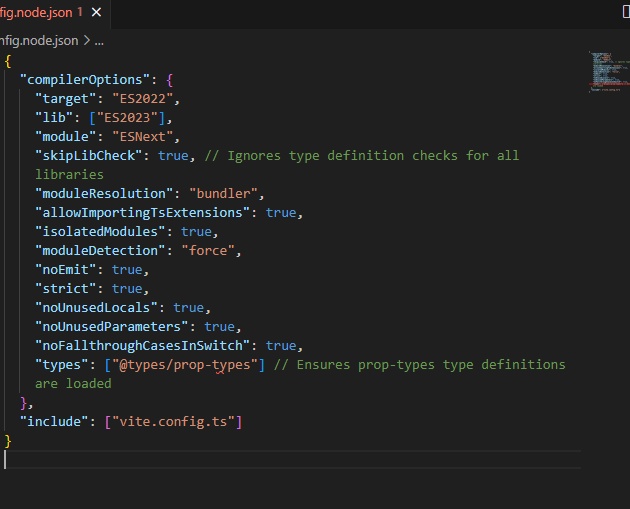 fig.node.json 1 ×
nfig.node.json > ...
{
"compilerOptions": {
"target": "ES2022",
"lib": ["ES2023"],
"module": "ESNext",
"skipLibCheck": true, // Ignores type definition checks for all
libraries
"moduleResolution": "bundler",
"allowImportingTsExtensions": true,
"isolatedModules": true,
"moduleDetection": "force",
"noEmit": true,
"strict": true,
"noUnusedLocals": true,
"noUnusedParameters": true,
"noFallthroughCasesInSwitch": true,
"types": ["@types/prop-types"] // Ensures prop-types type definitions
are loaded
},
"include": ["vite.config.ts"]
}